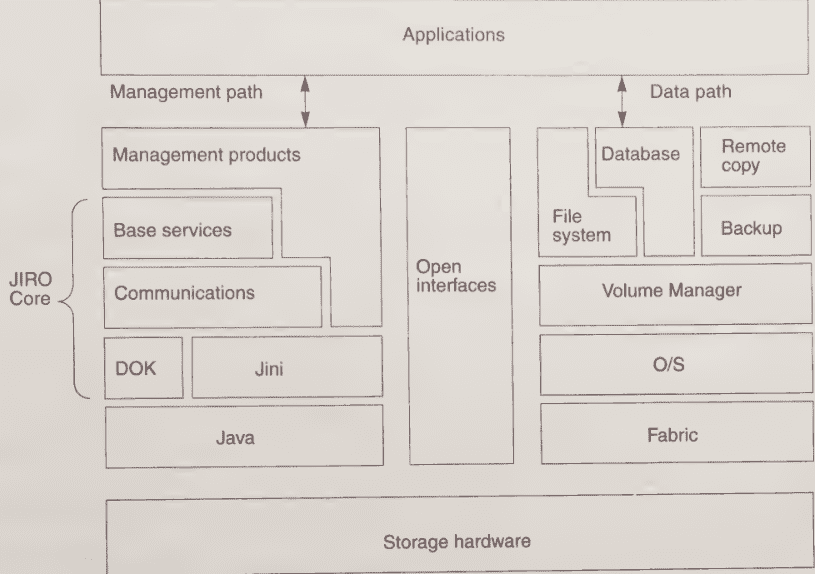 Applications
Management path
Data path
Management products
Base services
Communications
DOK
Jini
Java
JIRO
Core
Open
interfaces
Database
File
system
Remote
copy
Backup
Volume Manager
O/S
Fabric
Storage hardware